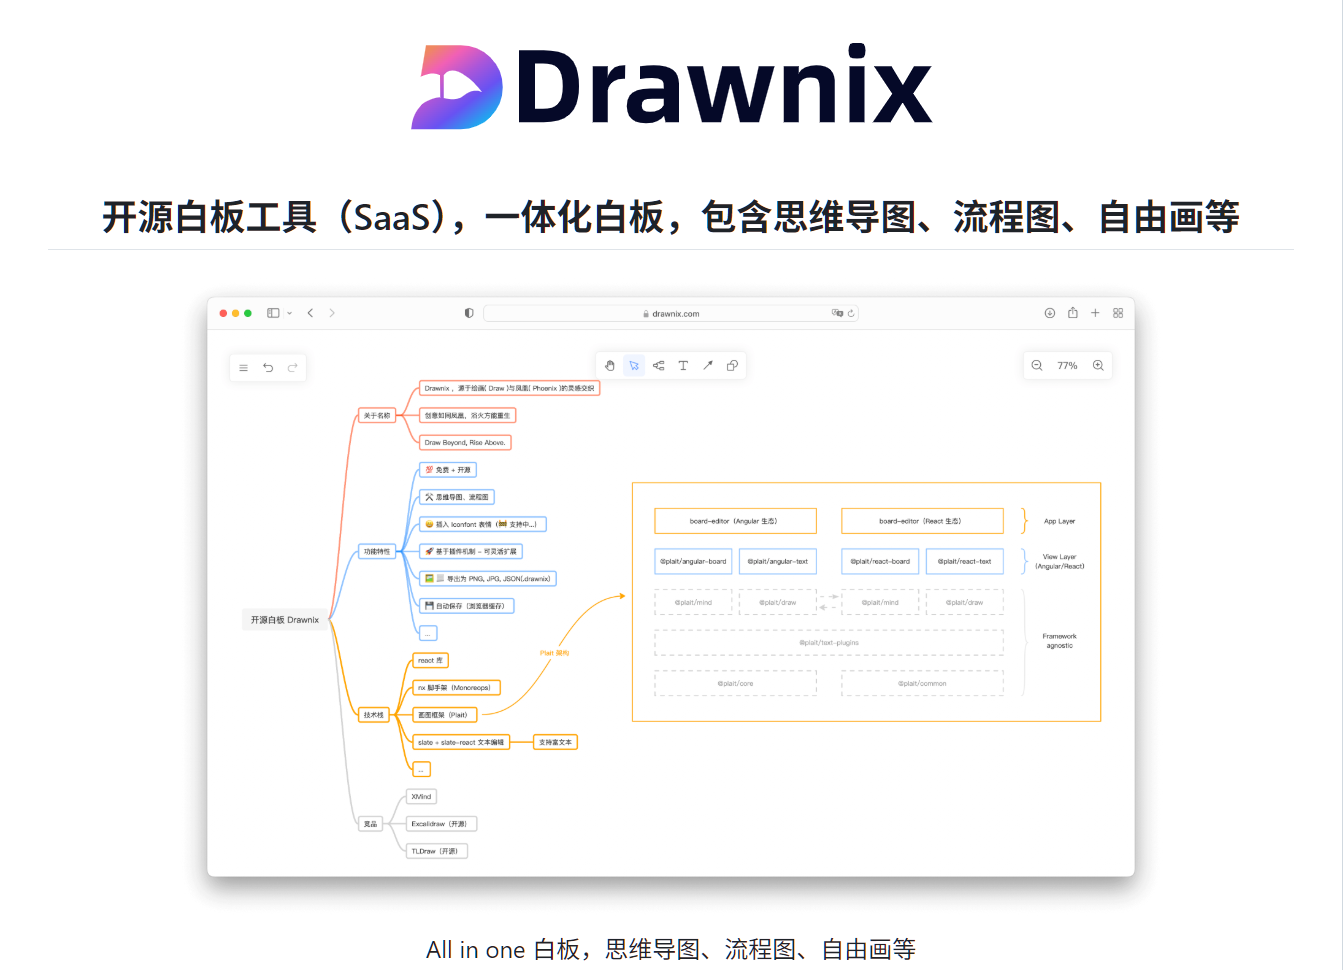 Drawnix
开源白板工具（SaaS），一体化白板，包含思维导图、流程图、自由画等
drawnix.com
77%
Drawnix ，源于绘画( Draw )与凤凰( Phoenix )的灵感交织
关于名称
创意如同凤凰，浴火方能重生
Draw Beyond, Rise Above.
💯 免费 + 开源
🛠️ 思维导图、流程图
😀 插入 Iconfont 表情（🚧 支持中...）
功能特性
🚀 基于插件机制 - 可灵活扩展
🖼️ 📃 导出为 PNG, JPG, JSON(.drawnix)
💾 自动保存（浏览器缓存）
...
开源白板 Drawnix
react 库
nx 脚手架（Monoreops）
技术栈
画图框架（Plait）
slate + slate-react 文本编辑
支持富文本
...
XMind
竞品
Excalidraw（开源）
TLDraw（开源）
Plait 架构
board-editor（Angular 生态）
board-editor（React 生态）
App Layer
@plait/angular-board
@plait/angular-text
@plait/react-board
@plait/react-text
View Layer
(Angular/React)
@plait/mind
@plait/draw
@plait/mind
@plait/draw
@plait/text-plugins
Framework
agnostic
@plait/core
@plait/common
All in one 白板，思维导图、流程图、自由画等